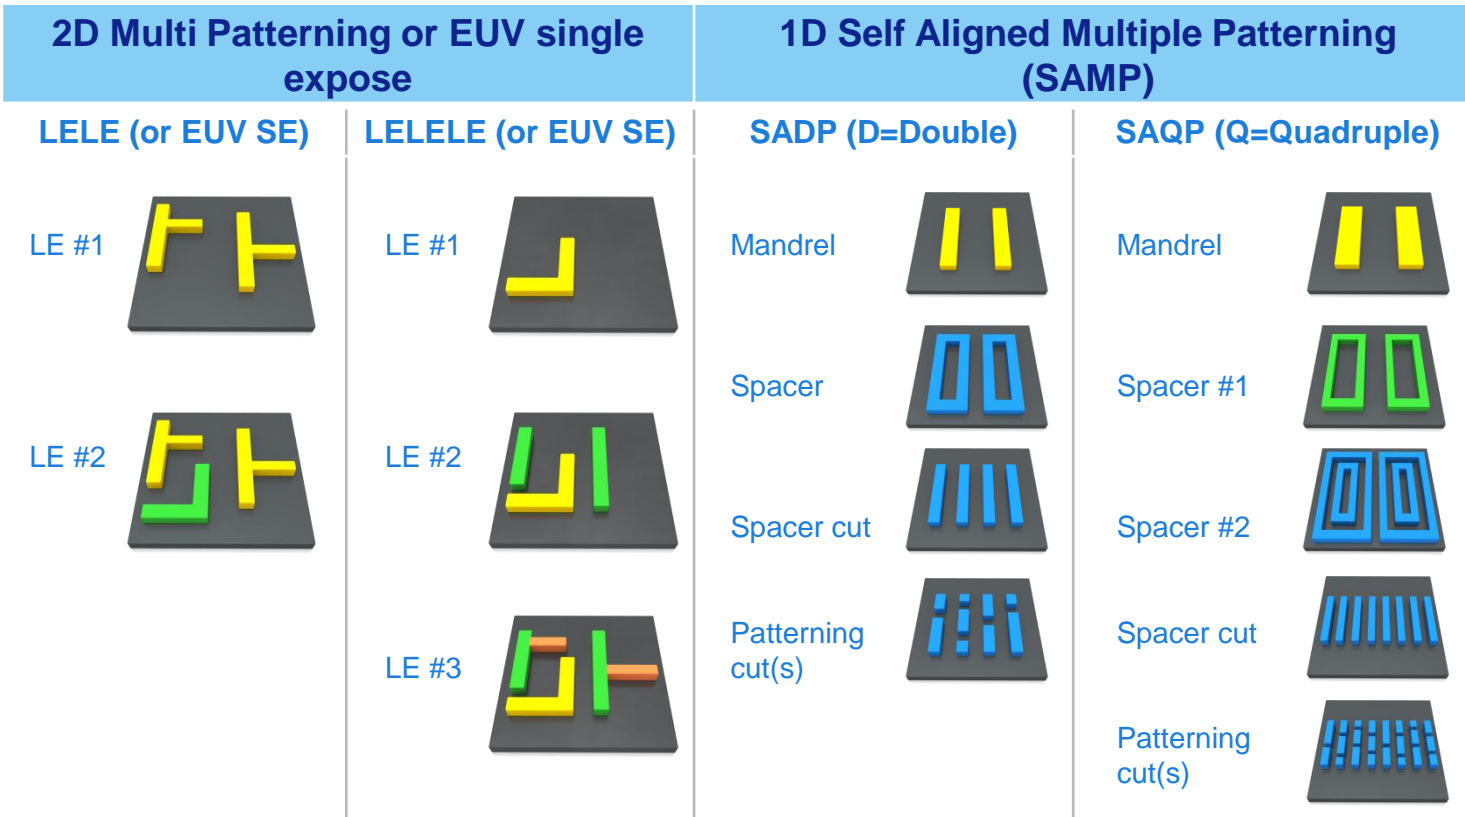 2D Multi Patterning or EUV single
expose
1D Self Aligned Multiple Patterning
(SAMP)
LELE (or EUV SE)
LELELE (or EUV SE)
SADP (D=Double)
SAQP (Q=Quadruple)
LE #1
LE #2
LE #1
LE #2
LE #3
Mandrel
Spacer
Spacer cut
Patterning
cut(s)
Mandrel
Spacer #1
Spacer #2
Spacer cut
Patterning
cut(s)